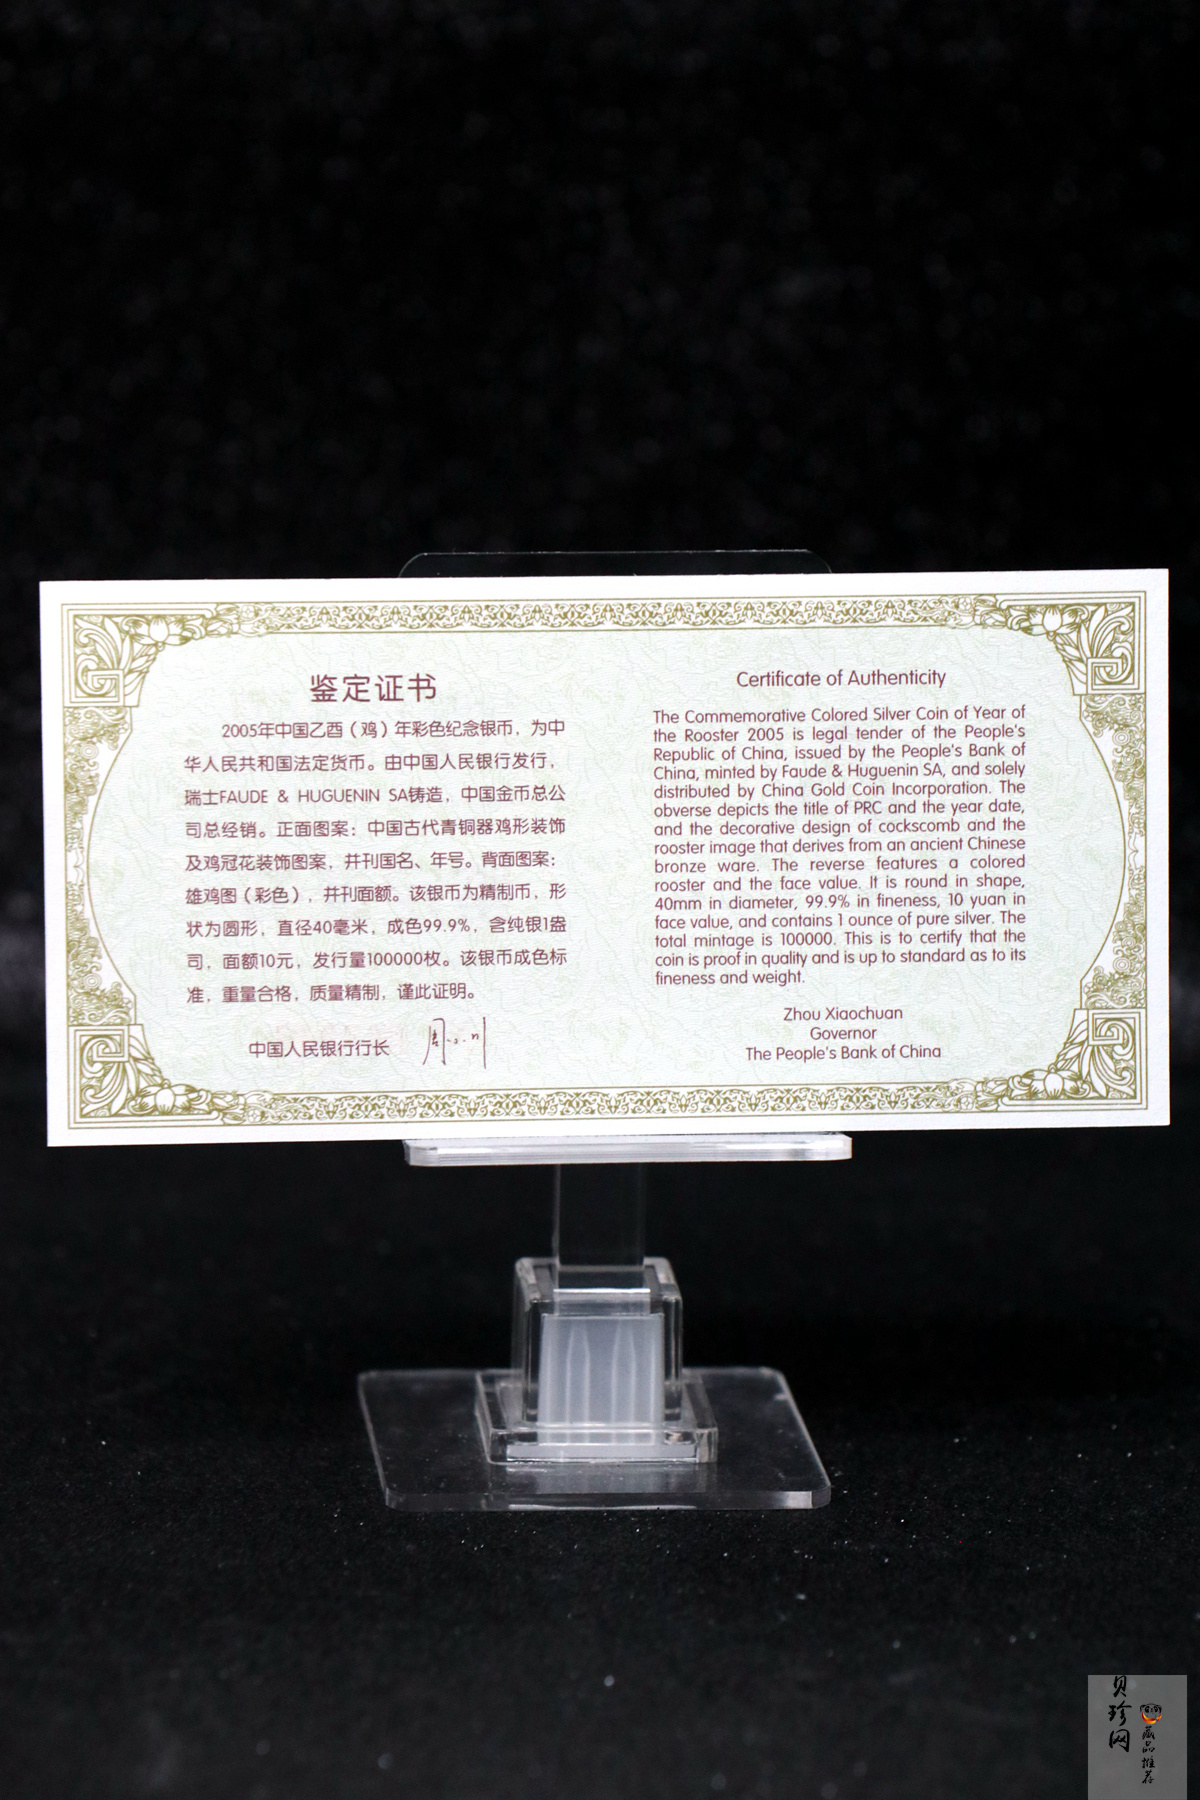 鉴定证书
2005年中国乙酉（鸡）年彩色纪念银币，为中
华人民共和国法定货币。由中国人民银行发行，
瑞士FAUDE & HUGUENIN SA铸造，中国金币总公
司总经销。正面图案：中国古代青铜器鸡形装饰
及鸡冠花装饰图案，并刊国名、年号。背面图案：
雄鸡图（彩色），并刊面额。该银币为精制币，形
状为圆形，直径40毫米，成色99.9%，含纯银1盎
司，面额10元，发行量100000枚。该银币成色标
准，重量合格，质量精制，谨此证明。
中国人民银行行长 周小川
Certificate of Authenticity
The Commemorative Colored Silver Coin of Year of
the Rooster 2005 is legal tender of the People's
Republic of China, issued by the People's Bank of
China, minted by Faude & Huguenin SA, and solely
distributed by China Gold Coin Incorporation. The
obverse depicts the title of PRC and the year date,
and the decorative design of cockscomb and the
rooster image that derives from an ancient Chinese
bronze ware. The reverse features a colored
rooster and the face value. It is round in shape,
40mm in diameter, 99.9% in fineness, 10 yuan in
face value, and contains 1 ounce of pure silver. The
total mintage is 100000. This is to certify that the
coin is proof in quality and is up to standard as to its
fineness and weight.
Zhou Xiaochuan
Governor
The People's Bank of China
贝珍网
藏品推荐